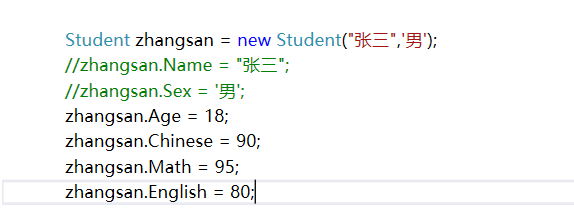 Student zhangsan = new Student("张三",'男');
//zhangsan.Name = "张三";
//zhangsan.Sex = '男';
zhangsan.Age = 18;
zhangsan.Chinese = 90;
zhangsan.Math = 95;
zhangsan.English = 80;